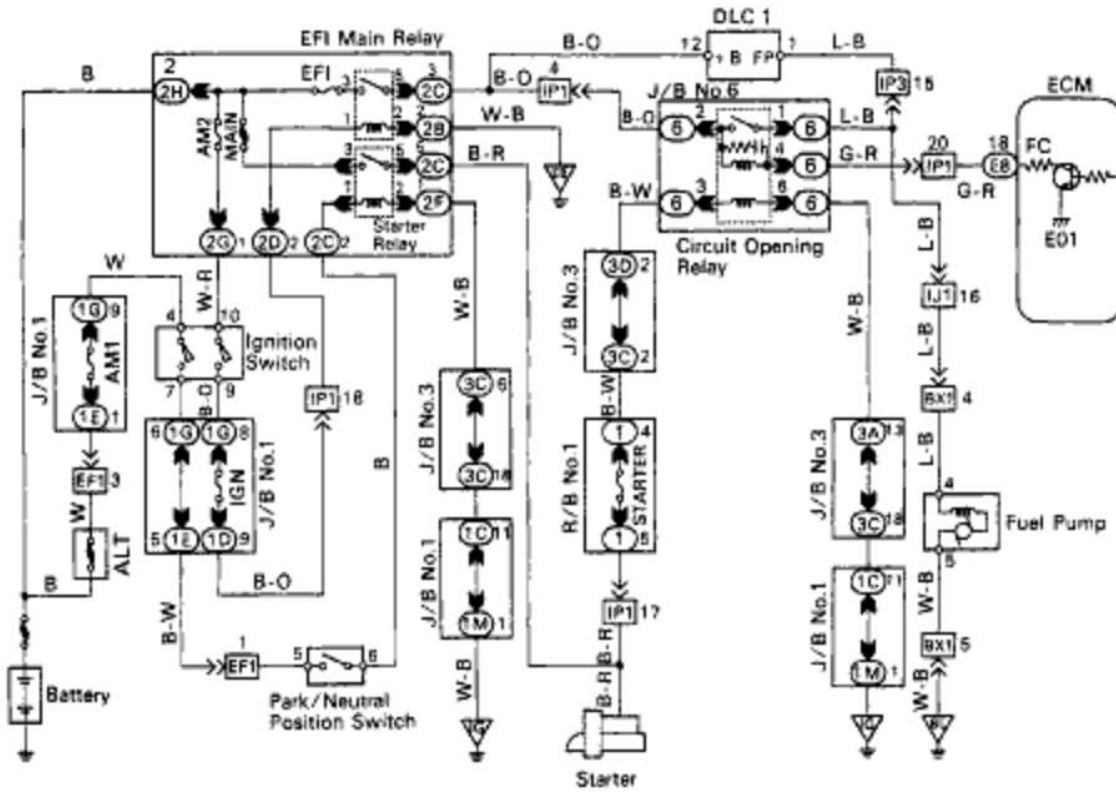 DLC 1
EFI Main Relay
B-O
12
+B
FP
1
L-B
B
2
EFI
3
5
5
B-O
4
IP3
15
ECM
2H
2C
IP1
J/B No.6
AM2
MAIN
1
2
2
2B
W-B
B-O
6
2
1
6
L-B
20
18
FC
3
5
5
2C
B-R
4
6
G-R
IP1
E8
G-R
B-W
6
3
6
6
E01
2F
Starter
Relay
Circuit Opening
Relay
2G
1
2D
2
2C
2
L-B
W
W-R
3D
2
IJ1
16
1G
9
J/B No.1
AM1
4
10
Ignition
Switch
W-B
J/B No.3
W-B
L-B
3C
2
7
9
B-O
IP1
18
B
B-W
BX1
4
1E
1
J/B No.3
3C
6
6
1G
1G
8
1
4
J/B No.3
3A
13
L-B
EF1
3
J/B No.1
IGN
R/B No.1
STARTER
4
W
3C
18
3C
18
Fuel Pump
ALT
5
1E
1D
9
1
5
5
B
B-O
J/B No.1
1C
11
J/B No.1
1C
11
W-B
B-W
IP1
17
BX1
5
1
1M
1
1M
1
EF1
5
6
B-R
B-R
W-B
Battery
Park/Neutral
Position Switch
W-B
B-R
Starter